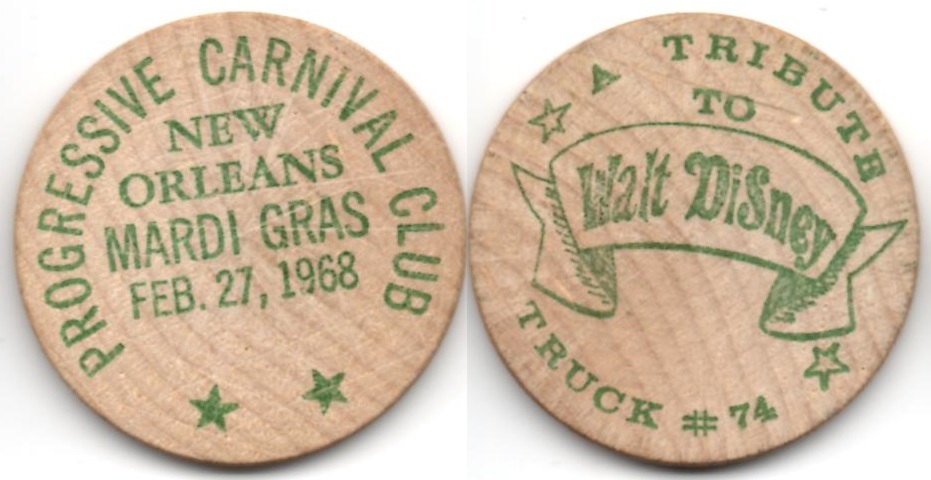 PROGRESSIVE CARNIVAL CLUB
NEW
ORLEANS
MARDI GRAS
FEB. 27, 1968
A TRIBUTE
TO
Walt Disney
TRUCK # 74